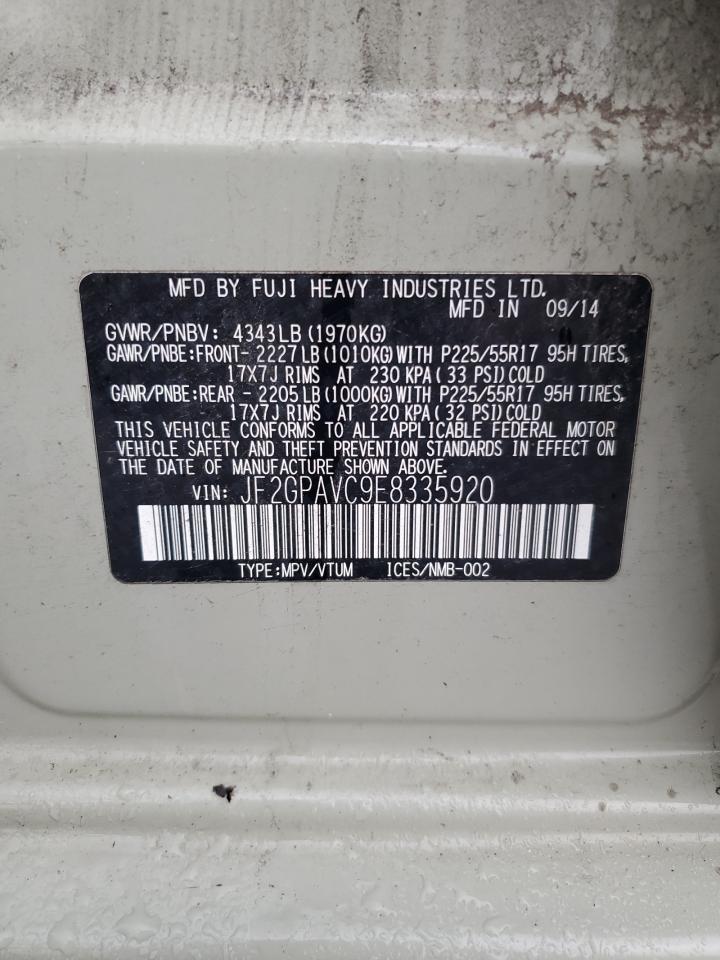 MFD BY FUJI HEAVY INDUSTRIES LTD.
MFD IN 09/14
GVWR/PNBV: 4343LB (1970KG)
GAWR/PNBE:FRONT- 2227 LB (1010KG) WITH P225/55R17 95H TIRES,
17X7J RIMS AT 230 KPA (33 PSI) COLD
GAWR/PNBE:REAR - 2205 LB (1000KG) WITH P225/55R17 95H TIRES,
17X7J RIMS AT 220 KPA (32 PSI) COLD
THIS VEHICLE CONFORMS TO ALL APPLICABLE FEDERAL MOTOR
VEHICLE SAFETY AND THEFT PREVENTION STANDARDS IN EFFECT ON
THE DATE OF MANUFACTURE SHOWN ABOVE.
VIN: JF2GPAVC9E8335920
TYPE:MPV/VTUM ICES/NMB-002